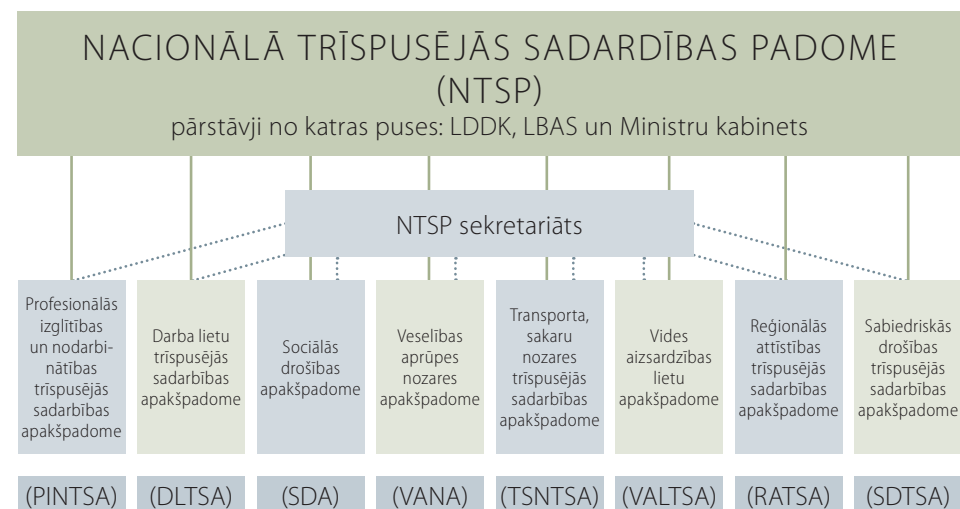 NACIONĀLĀ TRĪSPUSĒJĀS SADARDĪBAS PADOME
(NTSP)
pārstāvji no katras puses: LDDK, LBAS un Ministru kabinets
NTSP sekretariāts
Profesionālās
izglītības
un nodarbi-
nātības
trīspusējās
sadarbības
apakšpadome
Darba lietu
trīspusējās
sadarbības
apakšpadome
Sociālās
drošības
apakšpadome
Veselības
aprūpes
nozares
apakšpadome
Transporta,
sakaru
nozares
trīspusējās
sadarbības
apakšpadome
Vides
aizsardzības
lietu
apakšpadome
Reģionālās
attīstības
trīspusējās
sadarbības
apakšpadome
Sabiedriskās
drošības
trīspusējās
sadarbības
apakšpadome
(PINTSA) (DLTSA) (SDA) (VANA) (TSNTSA) (VALTSA) (RATSA) (SDTSA)